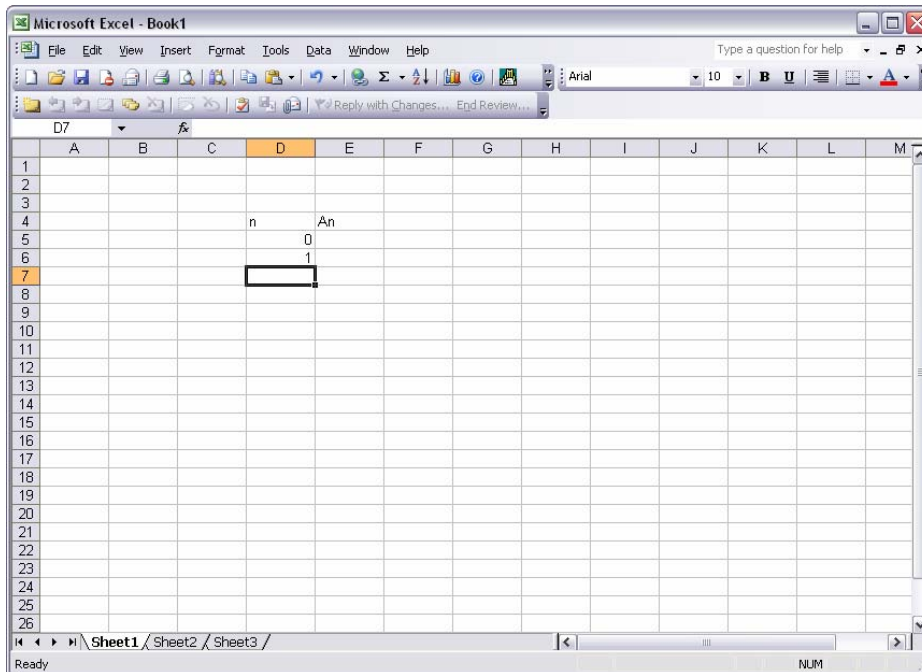 Microsoft Excel - Book1
File Edit View Insert Format Tools Data Window Help Type a question for help
Σ Arial 10 B U A
Reply with Changes... End Review...
D7 fx
A B C D E F G H I J K L M
1
2
3
4 n An
5 0
6 1
7
8
9
10
11
12
13
14
15
16
17
18
19
20
21
22
23
24
25
26
Sheet1 / Sheet2 / Sheet3 /
Ready NUM